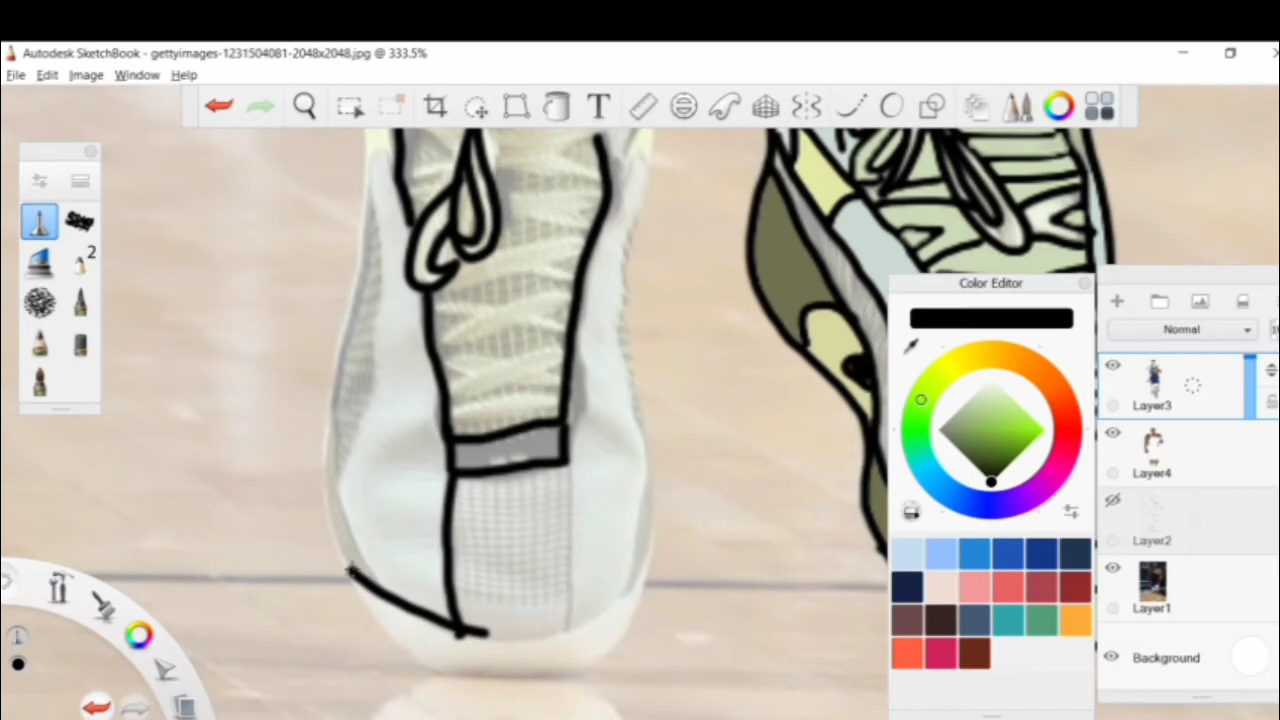 Autodesk SketchBook - gettyimages-1231504081-2048x2048.jpg @ 333.5%
File Edit Image Window Help
T
2
Color Editor
Normal
Layer3
Layer4
Layer2
Layer1
Background